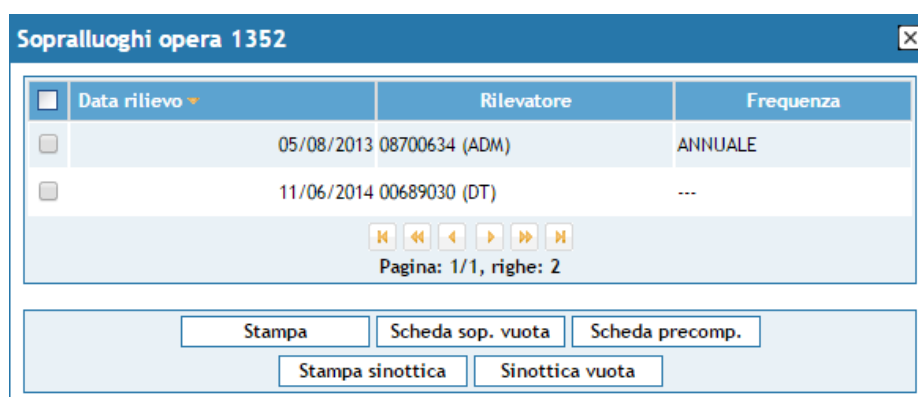 Sopralluoghi opera 1352
Data rilievo Rilevatore Frequenza
05/08/2013 08700634 (ADM) ANNUALE
11/06/2014 00689030 (DT) ---
Pagina: 1/1, righe: 2
Stampa Scheda sop. vuota Scheda precomp.
Stampa sinottica Sinottica vuota